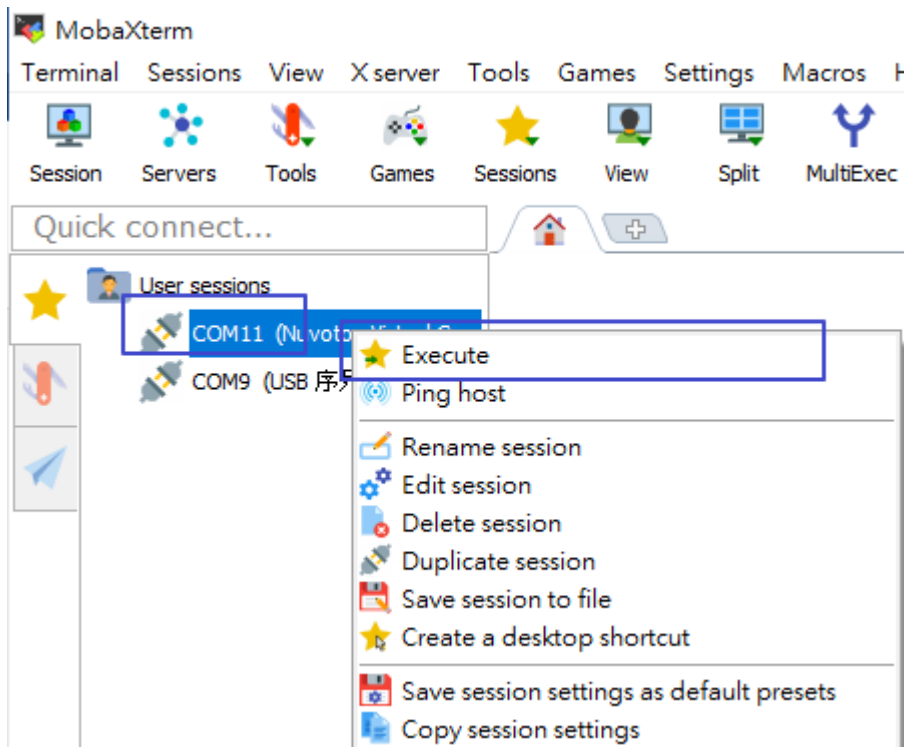 MobaXterm
Terminal Sessions View X server Tools Games Settings Macros
Session Servers Tools Games Sessions View Split MultiExec
Quick connect...
User sessions
COM11 (Nuvoton Virtual
COM9 (USB 序
Execute
Ping host
Rename session
Edit session
Delete session
Duplicate session
Save session to file
Create a desktop shortcut
Save session settings as default presets
Copy session settings